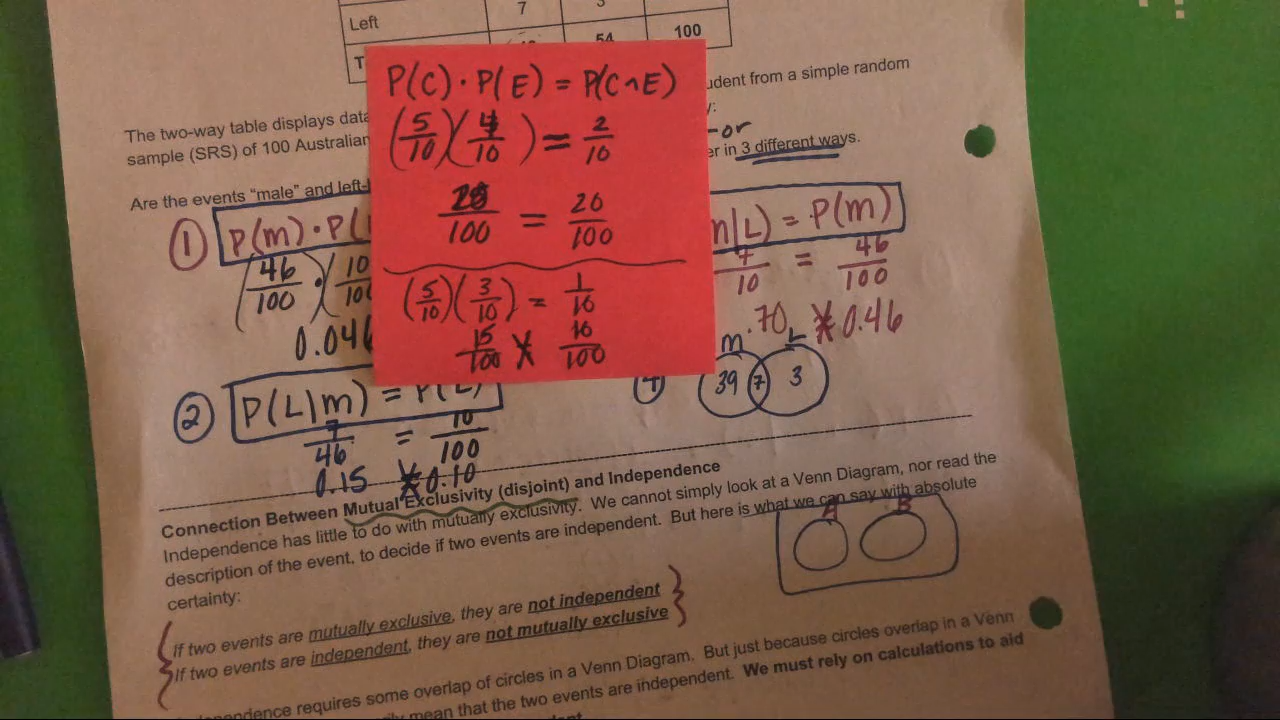 7 3
Left
54 100
T
P(C) · P(E) = P(C ∩ E)
(5/10)(4/10) = 2/10
20/100 = 20/100
(5/10)(3/10) = 1/10
15/100 ≠ 10/100
The two-way table displays data udent from a simple random
sample (SRS) of 100 Australian
-or
er in 3 different ways.
Are the events "male" and left-
① P(m) · P(
(46/100) · (10/100
0.046
m|L) = P(m)
7/10 = 46/100
.70 ≠ 0.46
② P(L|m) = P(L)
7/46 = 10/100
0.15 ≠ 0.10
④ m L
39 7 3
Connection Between Mutual Exclusivity (disjoint) and Independence
Independence has little to do with mutually exclusivity. We cannot simply look at a Venn Diagram, nor read the
description of the event, to decide if two events are independent. But here is what we can say with absolute
certainty:
A B
If two events are mutually exclusive, they are not independent
If two events are independent, they are not mutually exclusive
requires some overlap of circles in a Venn Diagram. But just because circles overlap in a Venn
mean that the two events are independent. We must rely on calculations to aid